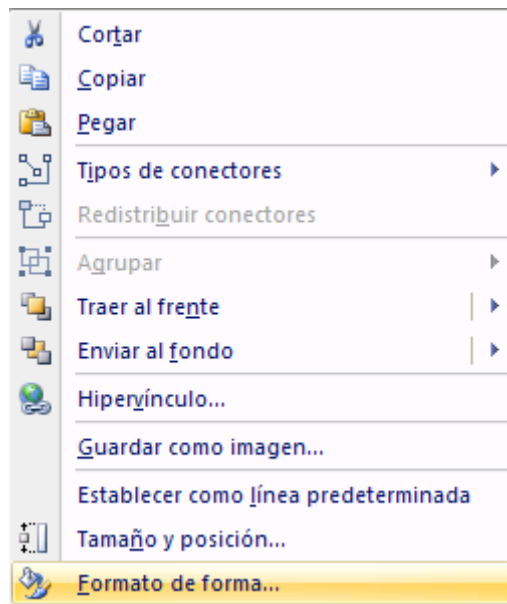 Cortar
Copiar
Pegar
Tipos de conectores
Redistribuir conectores
Agrupar
Traer al frente
Enviar al fondo
Hipervínculo...
Guardar como imagen...
Establecer como línea predeterminada
Tamaño y posición...
Formato de forma...